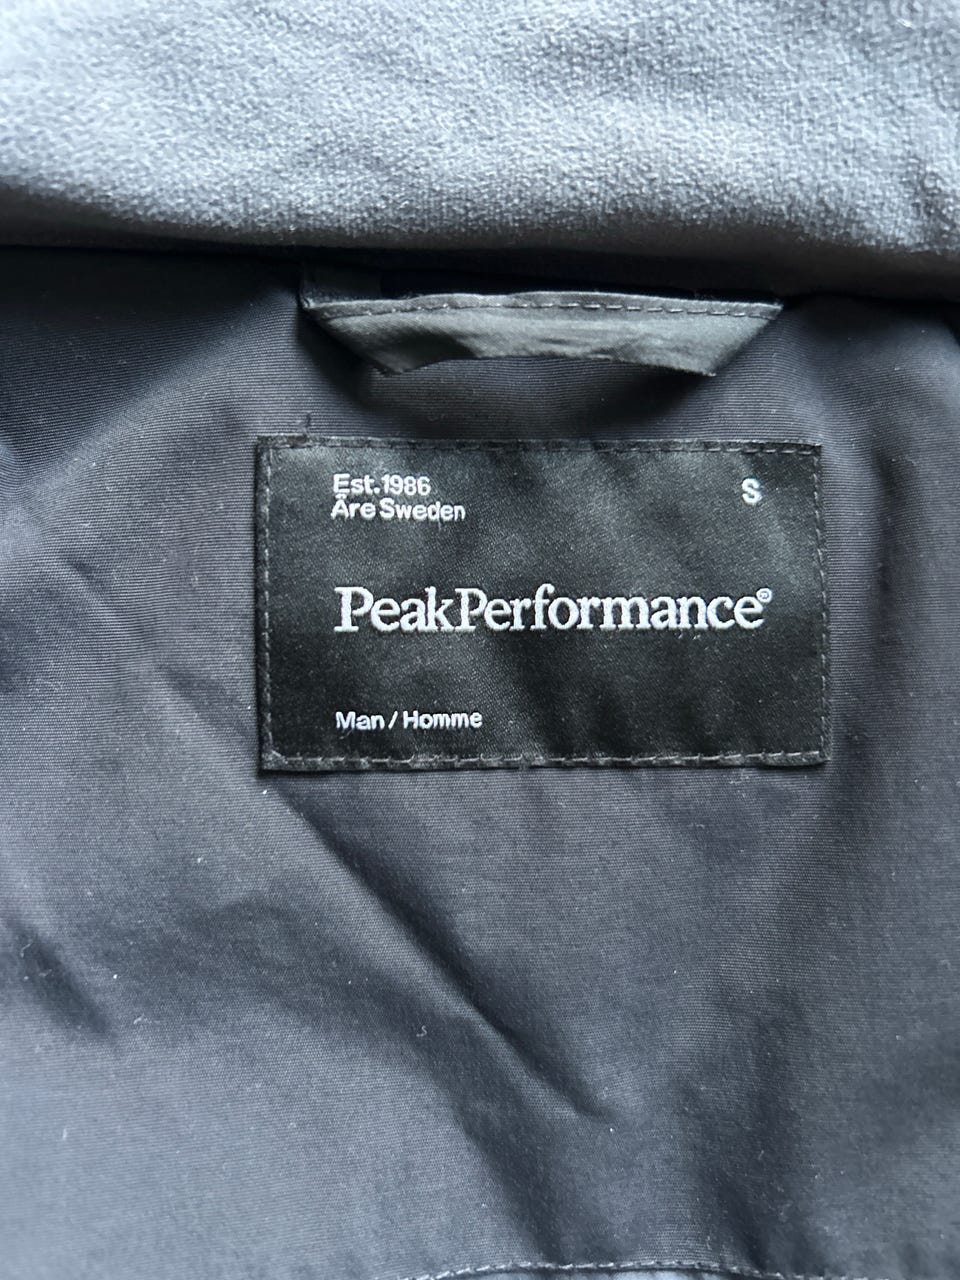 Est.1986
Åre Sweden
S
PeakPerformance®
Man / Homme